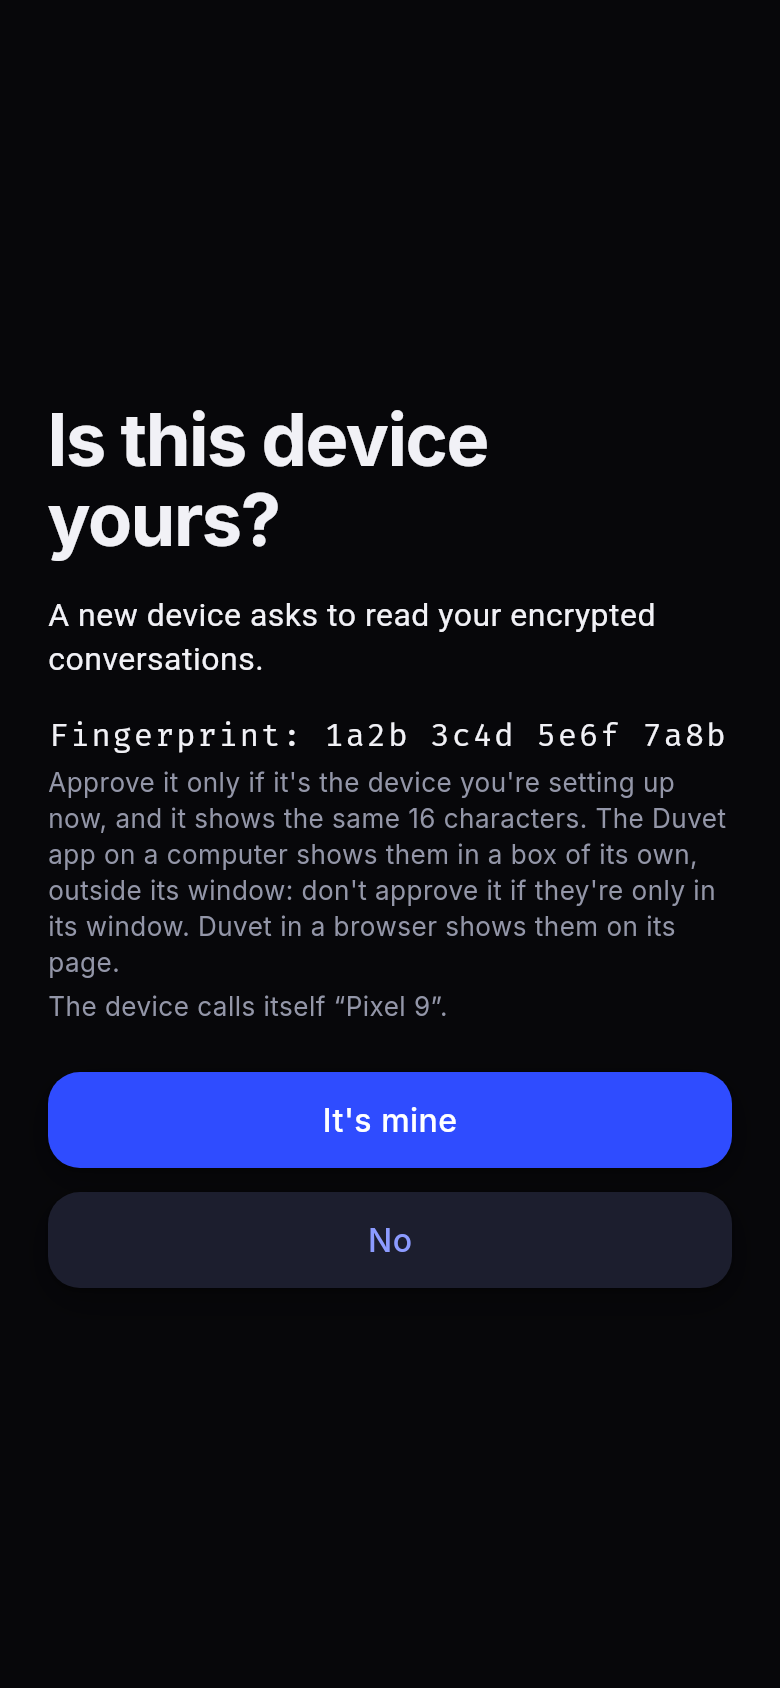 Is this device
yours?
A new device asks to read your encrypted
conversations.
Fingerprint: 1a2b 3c4d 5e6f 7a8b
Approve it only if it's the device you're setting up
now, and it shows the same 16 characters. The Duvet
app on a computer shows them in a box of its own,
outside its window: don't approve it if they're only in
its window. Duvet in a browser shows them on its
page.
The device calls itself “Pixel 9”.
It's mine
No